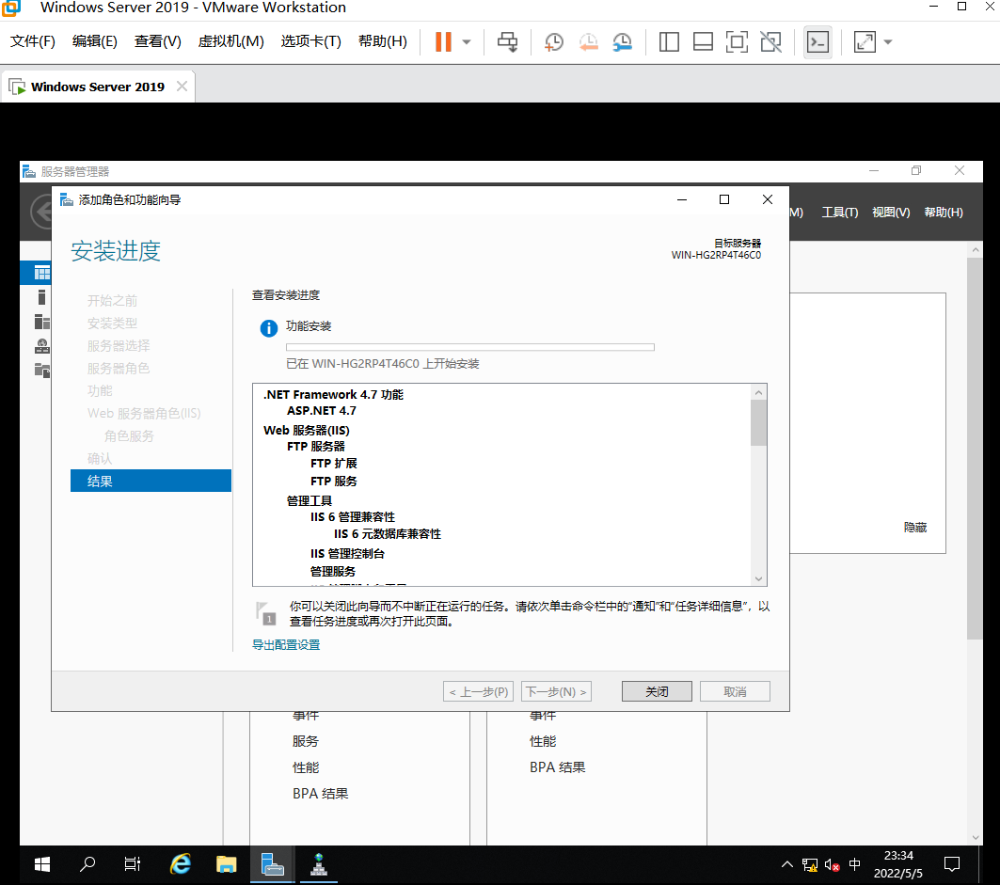 Windows Server 2019 - VMware Workstation
文件(F) 编辑(E) 查看(V) 虚拟机(M) 选项卡(T) 帮助(H)
Windows Server 2019
服务器管理器
M) 工具(T) 视图(V) 帮助(H)
添加角色和功能向导
安装进度
目标服务器
WIN-HG2RP4T46C0
开始之前
安装类型
服务器选择
服务器角色
功能
Web 服务器角色(IIS)
角色服务
确认
结果
查看安装进度
功能安装
已在 WIN-HG2RP4T46C0 上开始安装
.NET Framework 4.7 功能
ASP.NET 4.7
Web 服务器(IIS)
FTP 服务器
FTP 扩展
FTP 服务
管理工具
IIS 6 管理兼容性
IIS 6 元数据库兼容性
IIS 管理控制台
管理服务
1
你可以关闭此向导而不中断正在运行的任务。请依次单击命令栏中的“通知”和“任务详细信息”，以
查看任务进度或再次打开此页面。
导出配置设置
< 上一步(P) 下一步(N) > 关闭 取消
隐藏
事件
服务
性能
BPA 结果
事件
性能
BPA 结果
中
23:34
2022/5/5